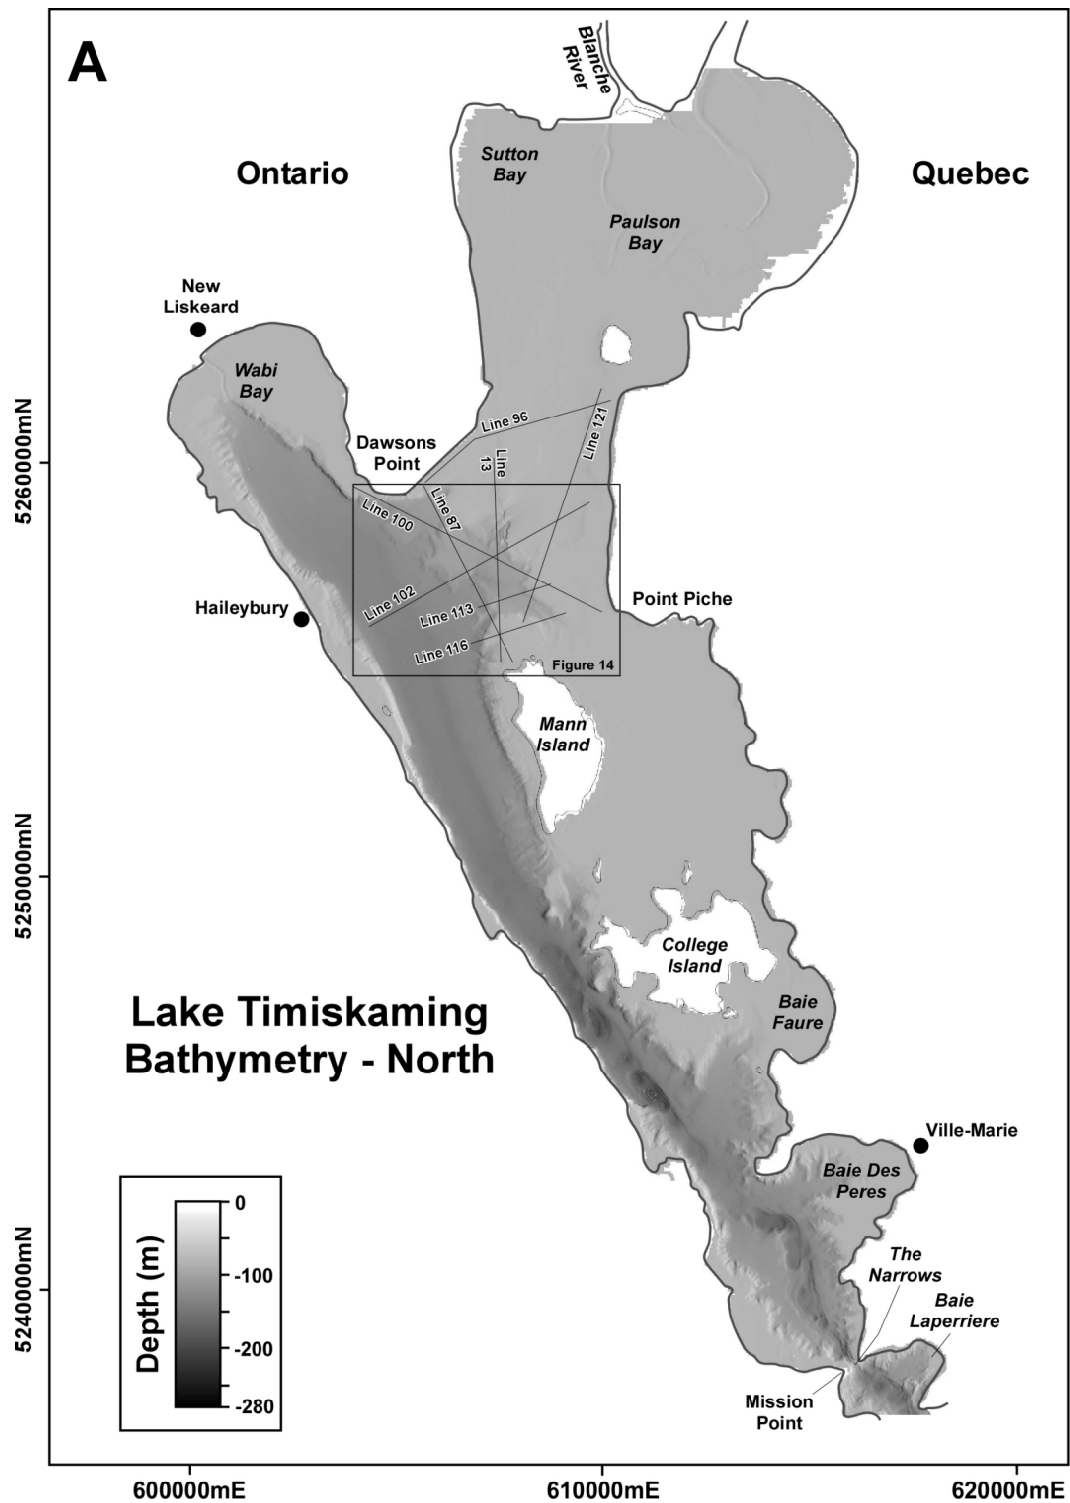 A
Blanche
River
Ontario
Sutton
Bay
Quebec
Paulson
Bay
New
Liskeard
Wabi
Bay
Dawsons
Point
Line 96
Line 121
Line
13
Line 87
Line 100
Line 102
Line 113
Line 116
Figure 14
Haileybury
Point Piche
Mann
Island
College
Island
Baie
Faure
Lake Timiskaming
Bathymetry - North
Ville-Marie
Baie Des
Peres
The
Narrows
Baie
Laperriere
Mission
Point
Depth (m)
0
-100
-200
-280
5260000mN
5250000mN
5240000mN
600000mE
610000mE
620000mE